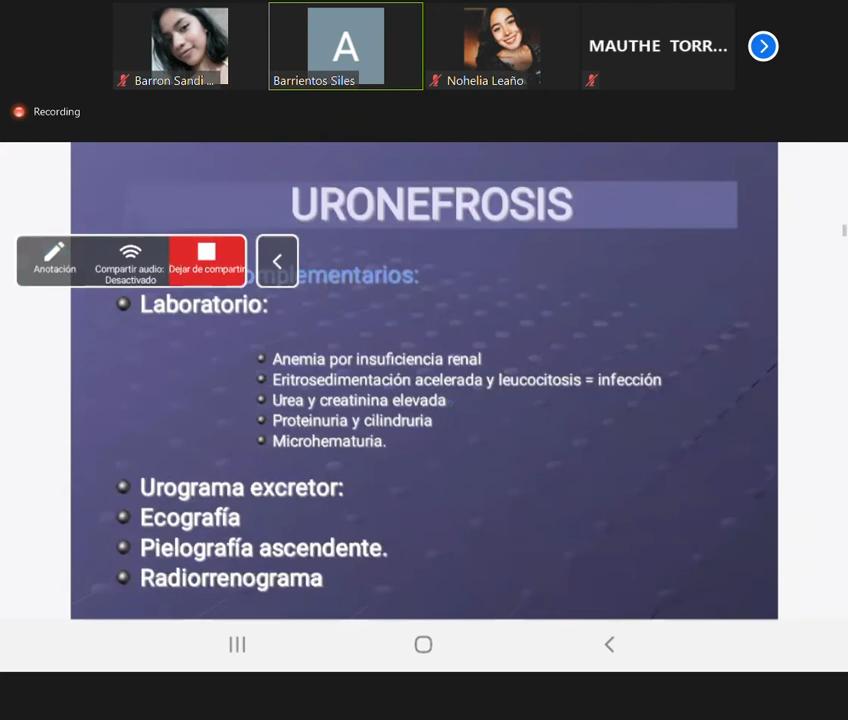 Barron Sandi ...
A
Barrientos Siles
Nohelia Leaño
MAUTHE TORR...
Recording
URONEFROSIS
Anotación
Compartir audio:
Desactivado
Dejar de compartir
omplementarios:
Laboratorio:
Anemia por insuficiencia renal
Eritrosedimentación acelerada y leucocitosis = infección
Urea y creatinina elevada
Proteinuria y cilindruria
Microhematuria.
Urograma excretor:
Ecografía
Pielografía ascendente.
Radiorrenograma